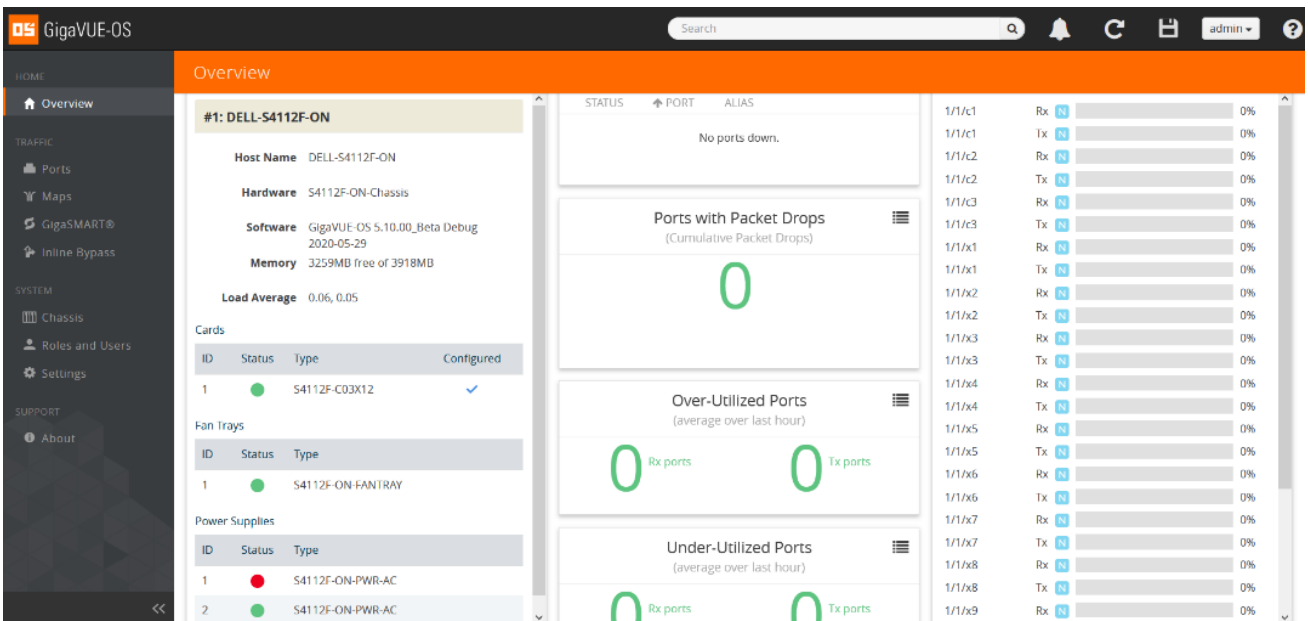 GigaVUE-OS
Search
admin
HOME
Overview
TRAFFIC
Ports
Maps
GigaSMART®
Inline Bypass
SYSTEM
Chassis
Roles and Users
Settings
SUPPORT
About
Overview
#1: DELL-S4112F-ON
Host Name DELL-S4112F-ON
Hardware S4112F-ON-Chassis
Software GigaVUE-OS 5.10.00_Beta Debug
2020-05-29
Memory 3259MB free of 3918MB
Load Average 0.06, 0.05
Cards
ID Status Type Configured
1 S4112F-C03X12
Fan Trays
ID Status Type
1 S4112F-ON-FANTRAY
Power Supplies
ID Status Type
1 S4112F-ON-PWR-AC
2 S4112F-ON-PWR-AC
STATUS PORT ALIAS
No ports down.
Ports with Packet Drops
(Cumulative Packet Drops)
0
Over-Utilized Ports
(average over last hour)
0 Rx ports 0 Tx ports
Under-Utilized Ports
(average over last hour)
0 Rx ports 0 Tx ports
1/1/c1 Rx N 0%
1/1/c1 Tx N 0%
1/1/c2 Rx N 0%
1/1/c2 Tx N 0%
1/1/c3 Rx N 0%
1/1/c3 Tx N 0%
1/1/x1 Rx N 0%
1/1/x1 Tx N 0%
1/1/x2 Rx N 0%
1/1/x2 Tx N 0%
1/1/x3 Rx N 0%
1/1/x3 Tx N 0%
1/1/x4 Rx N 0%
1/1/x4 Tx N 0%
1/1/x5 Rx N 0%
1/1/x5 Tx N 0%
1/1/x6 Rx N 0%
1/1/x6 Tx N 0%
1/1/x7 Rx N 0%
1/1/x7 Tx N 0%
1/1/x8 Rx N 0%
1/1/x8 Tx N 0%
1/1/x9 Rx N 0%